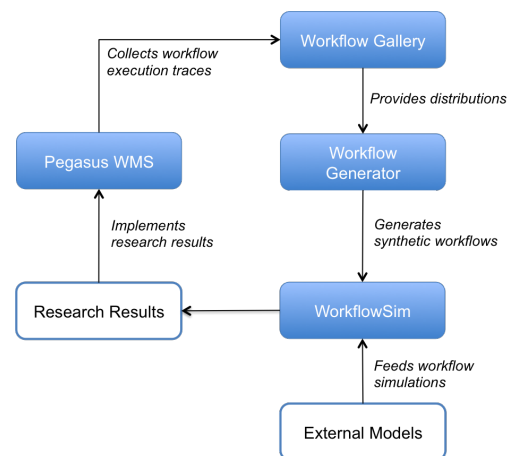 Workflow Gallery
Collects workflow
execution traces
Provides distributions
Pegasus WMS
Workflow
Generator
Implements
research results
Generates
synthetic workflows
Research Results
WorkflowSim
Feeds workflow
simulations
External Models